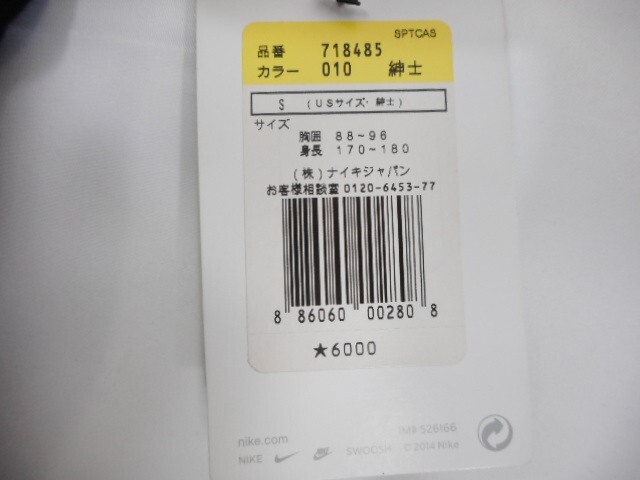 SPTCAS
品番 718485
カラー 010 紳士
S (USサイズ・紳士)
サイズ
胸囲 88~96
身長 170~180
(株)ナイキジャパン
お客様相談室 0120-6453-77
8 86060 00280 8
★6000
IM# 526166
nike.com
NIKE SWOOSH © 2014 Nike